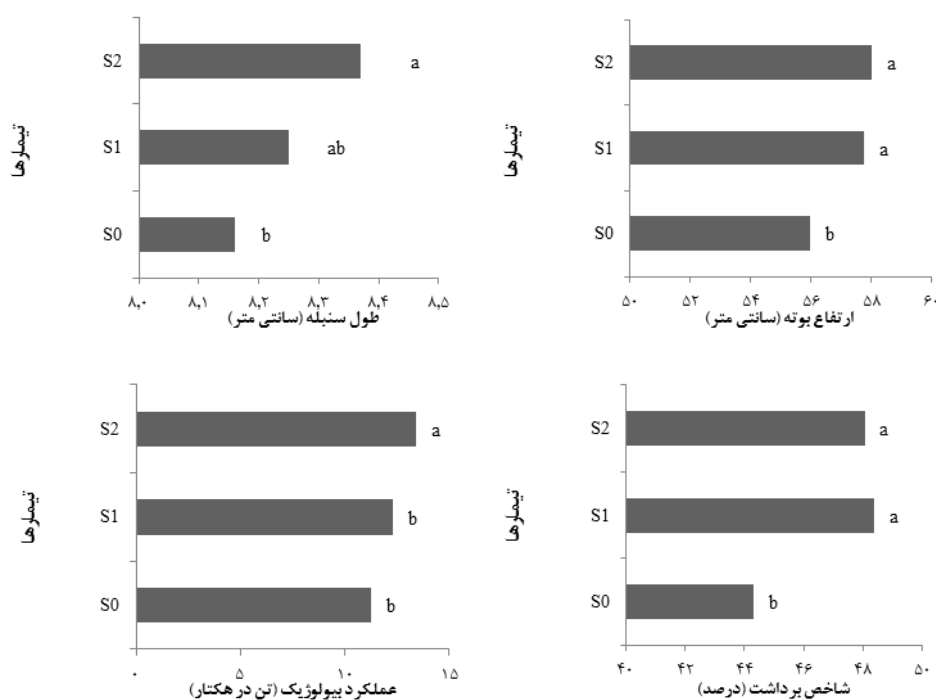 S2
a
S1
ab
S0
b
تیمارها
۸,۰ ۸,۱ ۸,۲ ۸,۳ ۸,۴ ۸,۵
طول سنبله (سانتی متر)
S2
a
S1
a
S0
b
تیمارها
۵۰ ۵۲ ۵۴ ۵۶ ۵۸ ۶۰
ارتفاع بوته (سانتی متر)
S2
a
S1
b
S0
b
تیمارها
۰ ۵ ۱۰ ۱۵
عملکرد بیولوژیک (تن در هکتار)
S2
a
S1
a
S0
b
تیمارها
۴۰ ۴۲ ۴۴ ۴۶ ۴۸ ۵۰
شاخص برداشت (درصد)